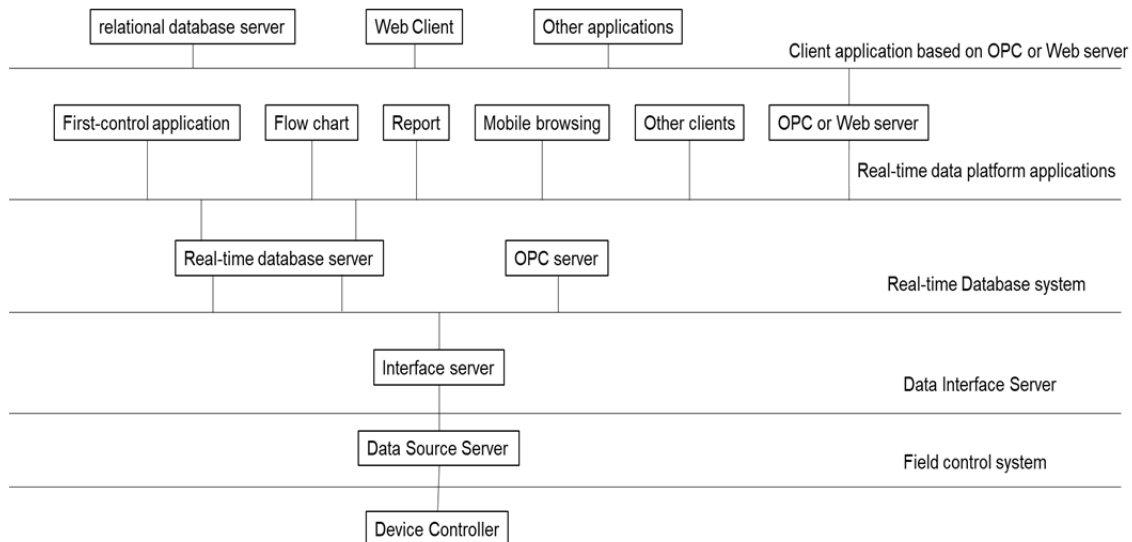 relational database server
Web Client
Other applications
Client application based on OPC or Web server
First-control application
Flow chart
Report
Mobile browsing
Other clients
OPC or Web server
Real-time data platform applications
Real-time database server
OPC server
Real-time Database system
Interface server
Data Interface Server
Data Source Server
Field control system
Device Controller